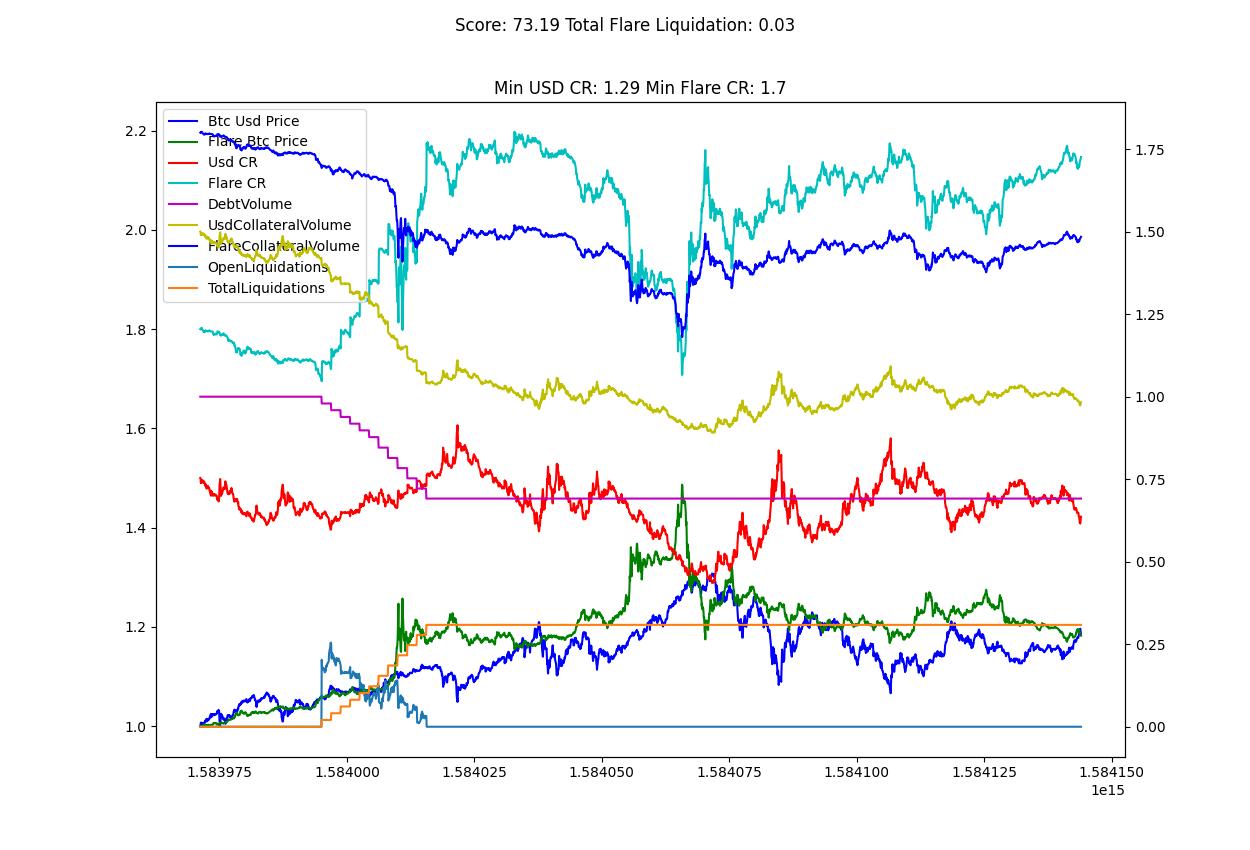 Score: 73.19 Total Flare Liquidation: 0.03
Min USD CR: 1.29 Min Flare CR: 1.7
Btc Usd Price
Flare Btc Price
Usd CR
Flare CR
DebtVolume
UsdCollateralVolume
FlareCollateralVolume
OpenLiquidations
TotalLiquidations
2.2
2.0
1.8
1.6
1.4
1.2
1.0
1.75
1.50
1.25
1.00
0.75
0.50
0.25
0.00
1.583975 1.584000 1.584025 1.584050 1.584075 1.584100 1.584125 1.584150
1e15